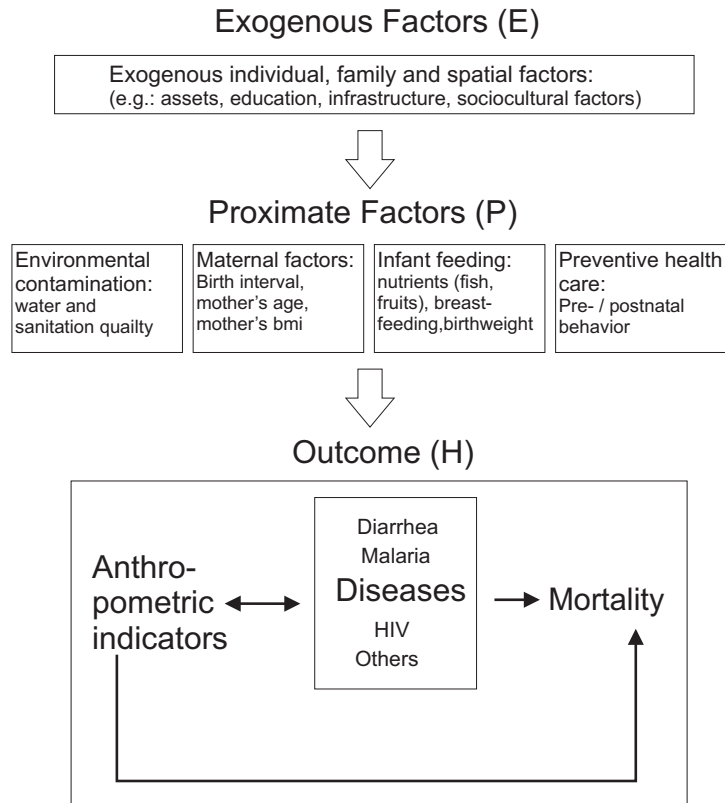 Exogenous Factors (E)
Exogenous individual, family and spatial factors:
(e.g.: assets, education, infrastructure, sociocultural factors)
Proximate Factors (P)
Environmental
contamination:
water and
sanitation quailty
Maternal factors:
Birth interval,
mother's age,
mother's bmi
Infant feeding:
nutrients (fish,
fruits), breast-
feeding,birthweight
Preventive health
care:
Pre- / postnatal
behavior
Outcome (H)
Anthro-
pometric
indicators
Diarrhea
Malaria
Diseases
HIV
Others
Mortality